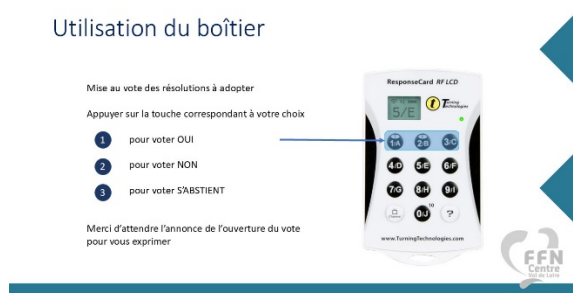 Utilisation du boîtier
Mise au vote des résolutions à adopter
Appuyer sur la touche correspondant à votre choix
1 pour voter OUI
2 pour voter NON
3 pour voter S'ABSTIENT
Merci d'attendre l'annonce de l'ouverture du vote
pour vous exprimer
ResponseCard RF LCD
5/E
Turning
Technologies
1/A 2/B 3/C
4/D 5/E 6/F
7/G 8/H 9/I
0/J 10 ?
www.TurningTechnologies.com
FFN
Centre
Val de Loire